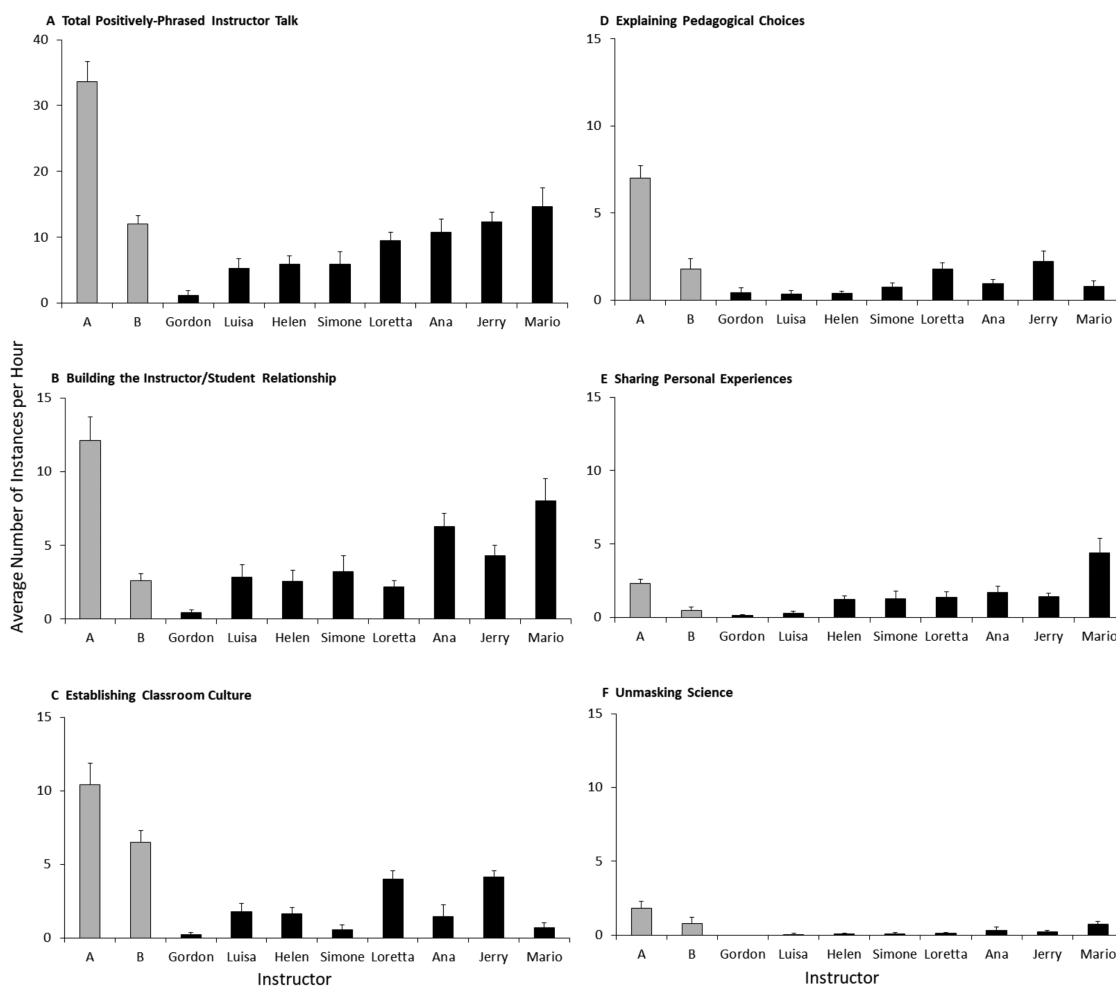 A Total Positively-Phrased Instructor Talk
40
30
20
10
0
A B Gordon Luisa Helen Simone Loretta Ana Jerry Mario
B Building the Instructor/Student Relationship
15
10
5
0
A B Gordon Luisa Helen Simone Loretta Ana Jerry Mario
C Establishing Classroom Culture
15
10
5
0
A B Gordon Luisa Helen Simone Loretta Ana Jerry Mario
Instructor
Average Number of Instances per Hour
D Explaining Pedagogical Choices
15
10
5
0
A B Gordon Luisa Helen Simone Loretta Ana Jerry Mario
E Sharing Personal Experiences
15
10
5
0
A B Gordon Luisa Helen Simone Loretta Ana Jerry Mario
F Unmasking Science
15
10
5
0
A B Gordon Luisa Helen Simone Loretta Ana Jerry Mario
Instructor